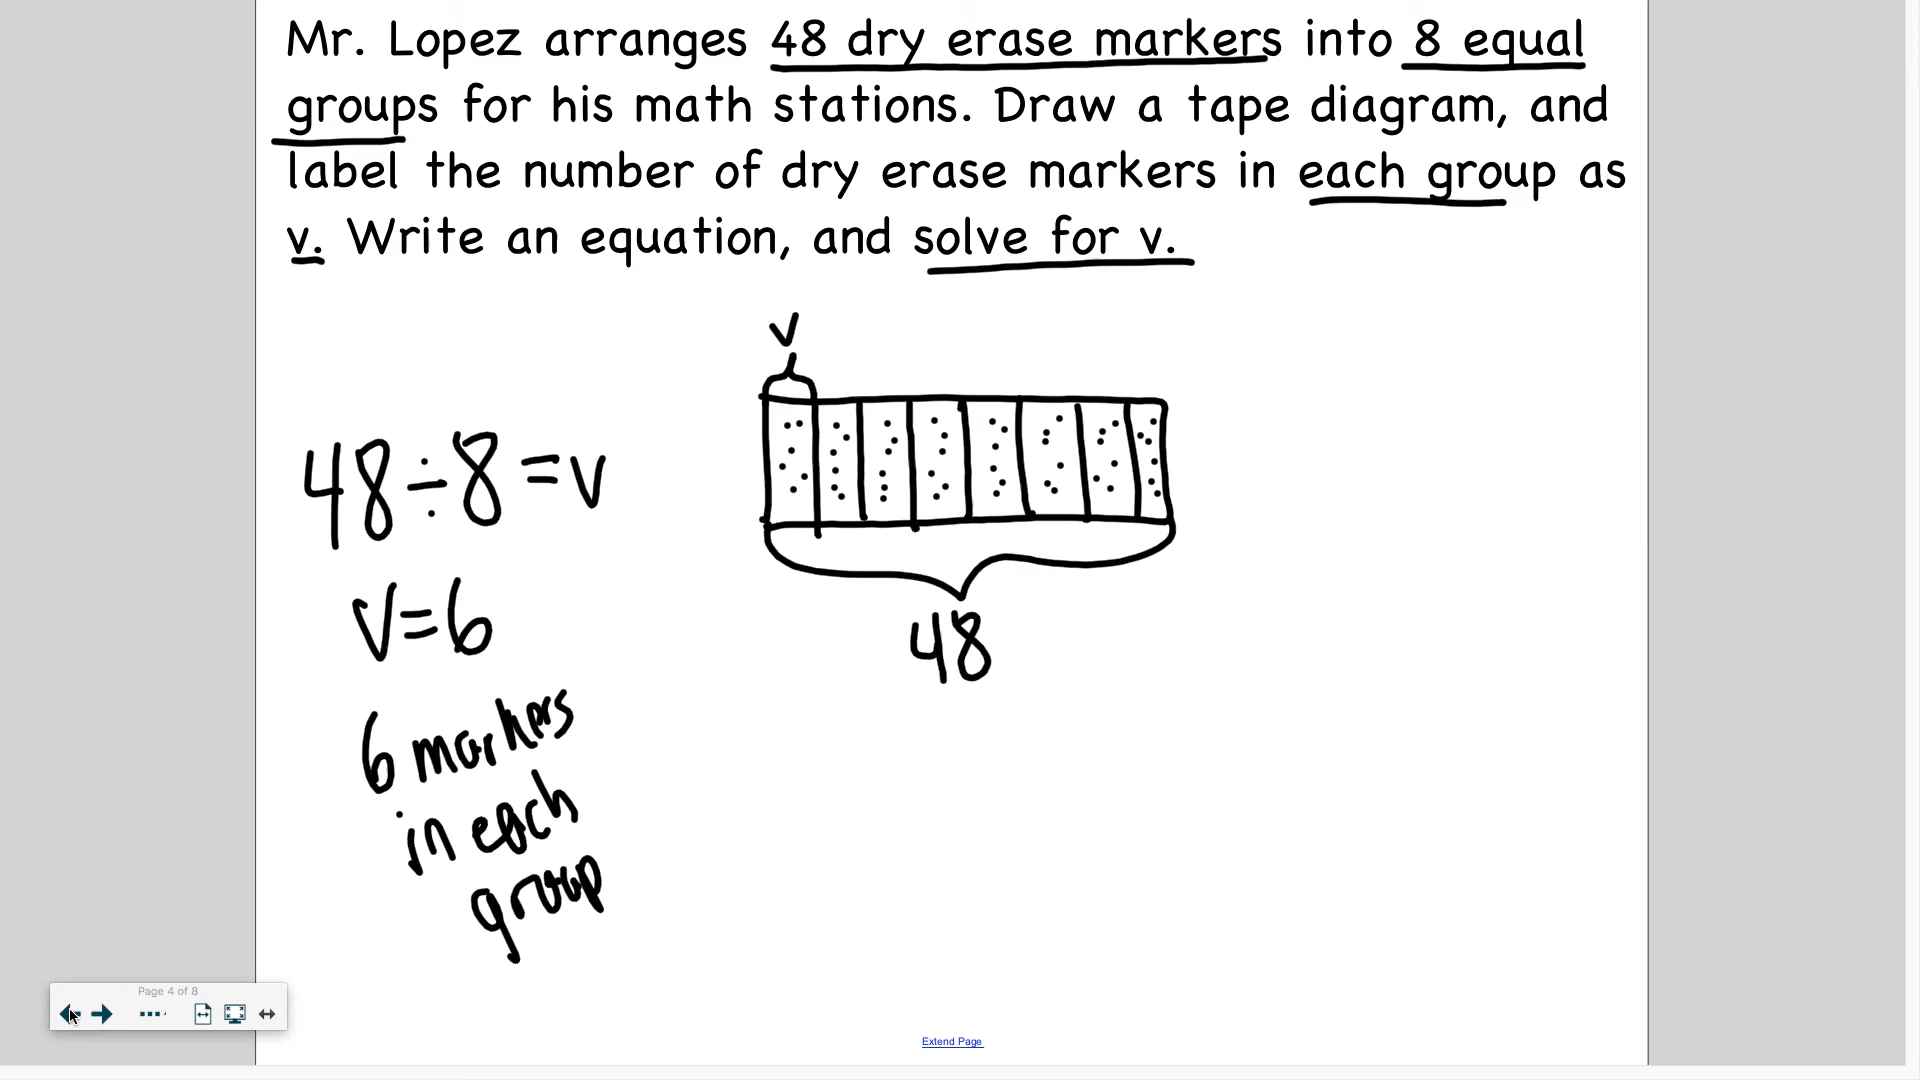 Mr. Lopez arranges 48 dry erase markers into 8 equal
groups for his math stations. Draw a tape diagram, and
label the number of dry erase markers in each group as
v. Write an equation, and solve for v.
v
48÷8=v
v=6
48
6 markers
in each
group
Page 4 of 8
Extend Page